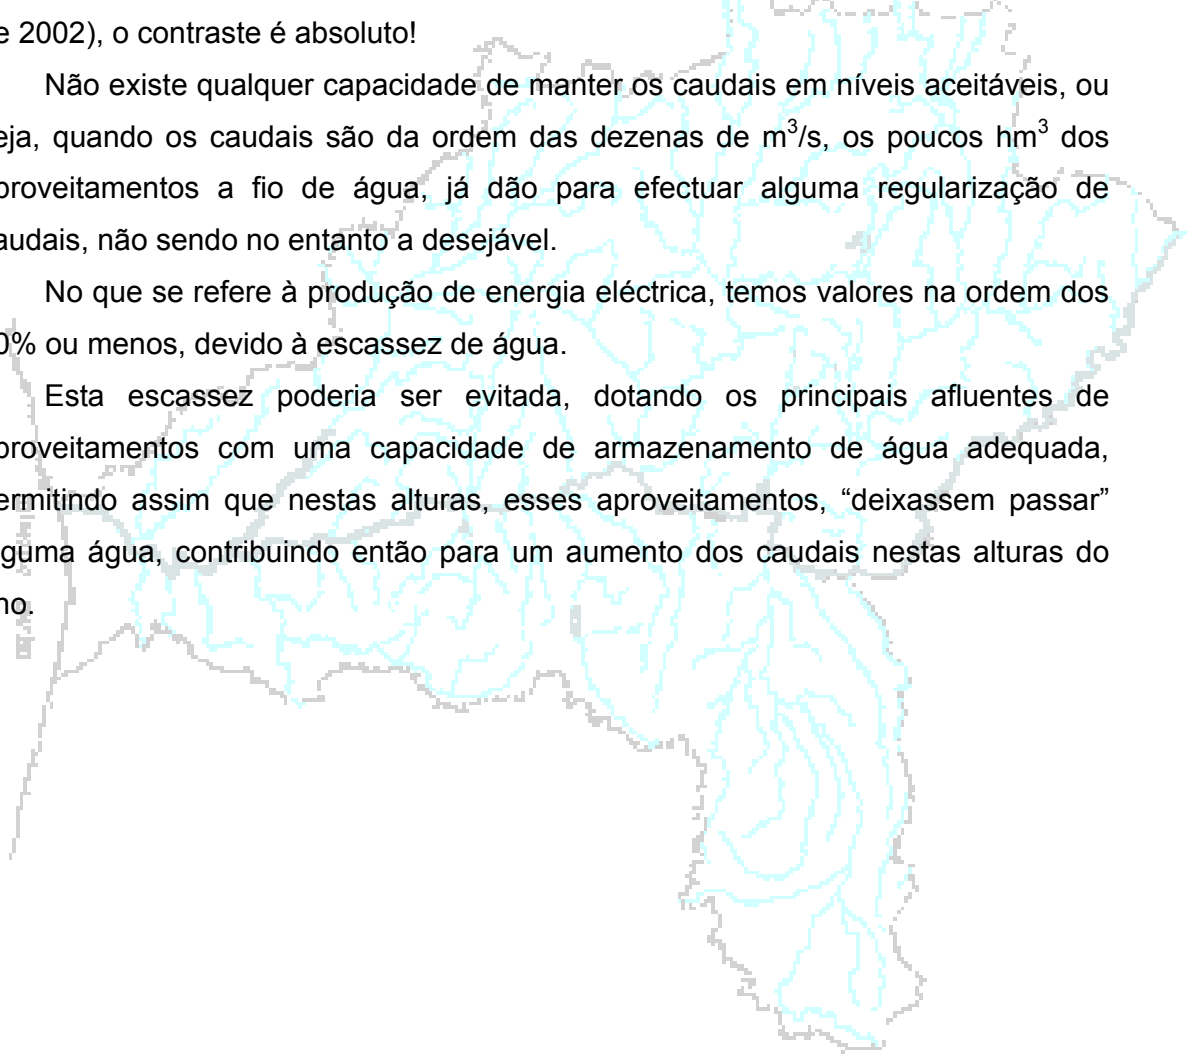 e 2002), o contraste é absoluto!
Não existe qualquer capacidade de manter os caudais em níveis aceitáveis, ou
eja, quando os caudais são da ordem das dezenas de m³/s, os poucos hm³ dos
proveitamentos a fio de água, já dão para efectuar alguma regularização de
audais, não sendo no entanto a desejável.
No que se refere à produção de energia eléctrica, temos valores na ordem dos
0% ou menos, devido à escassez de água.
Esta escassez poderia ser evitada, dotando os principais afluentes de
proveitamentos com uma capacidade de armazenamento de água adequada,
ermitindo assim que nestas alturas, esses aproveitamentos, “deixassem passar”
guma água, contribuindo então para um aumento dos caudais nestas alturas do
no.